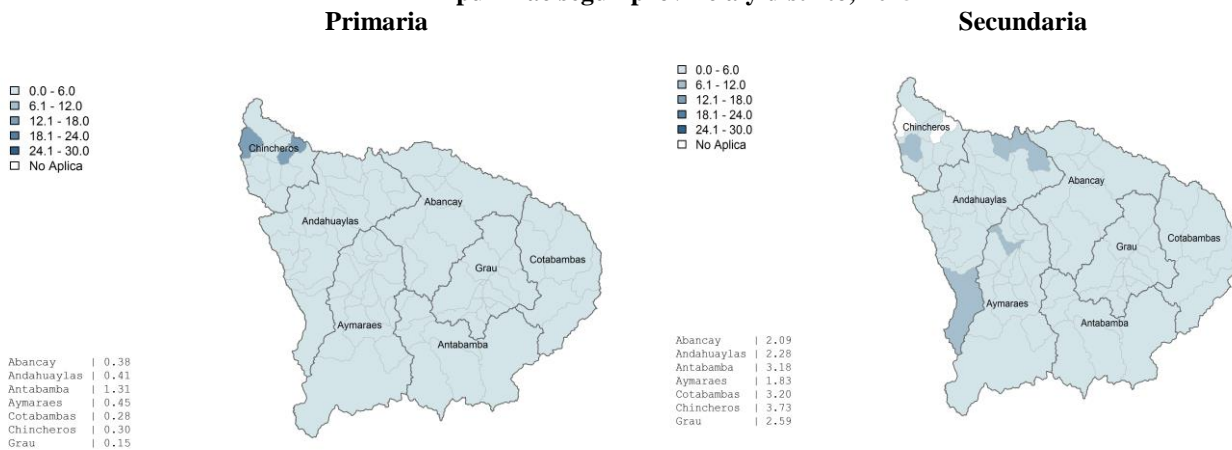 Primaria
0.0 - 6.0
6.1 - 12.0
12.1 - 18.0
18.1 - 24.0
24.1 - 30.0
No Aplica
Chincheros
Andahuaylas
Abancay
Grau
Cotabambas
Aymaraes
Antabamba
Abancay | 0.38
Andahuaylas | 0.41
Antabamba | 1.31
Aymaraes | 0.45
Cotabambas | 0.28
Chincheros | 0.30
Grau | 0.15
Secundaria
0.0 - 6.0
6.1 - 12.0
12.1 - 18.0
18.1 - 24.0
24.1 - 30.0
No Aplica
Chincheros
Abancay
Andahuaylas
Grau
Cotabambas
Aymaraes
Antabamba
Abancay | 2.09
Andahuaylas | 2.28
Antabamba | 3.18
Aymaraes | 1.83
Cotabambas | 3.20
Chincheros | 3.73
Grau | 2.59